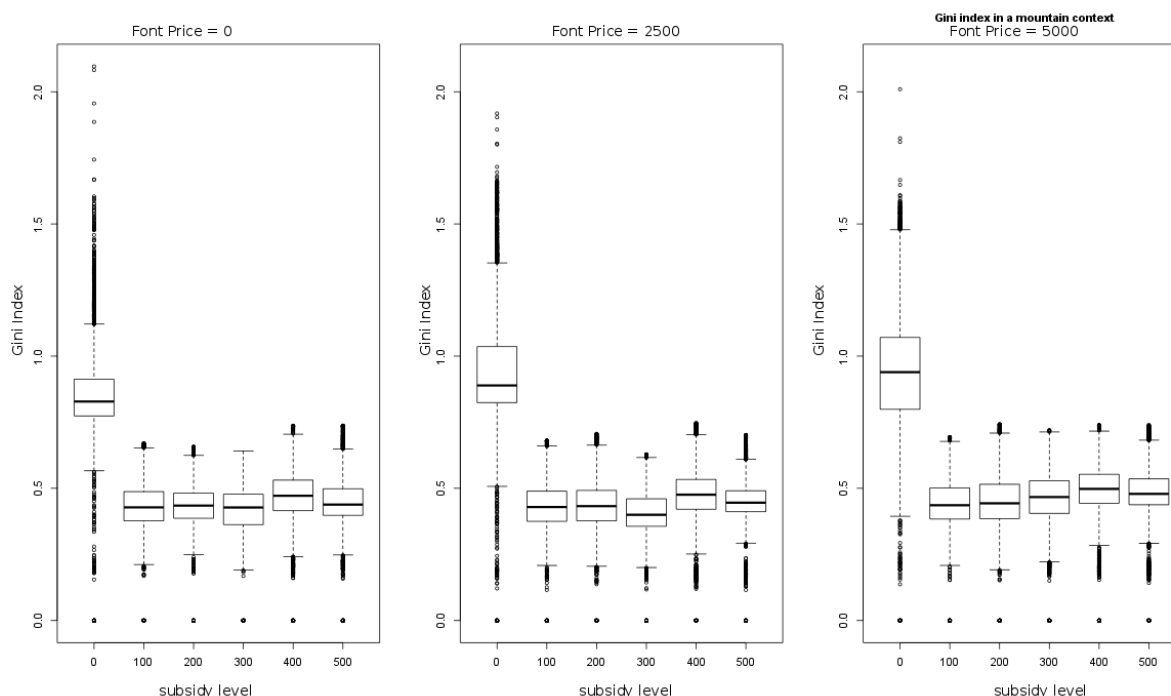 Gini index in a mountain context
Font Price = 0
Font Price = 2500
Font Price = 5000
Gini Index
2.0
1.5
1.0
0.5
0.0
0 100 200 300 400 500
subsidy level
Gini Index
2.0
1.5
1.0
0.5
0.0
0 100 200 300 400 500
subsidy level
Gini Index
2.0
1.5
1.0
0.5
0.0
0 100 200 300 400 500
subsidy level